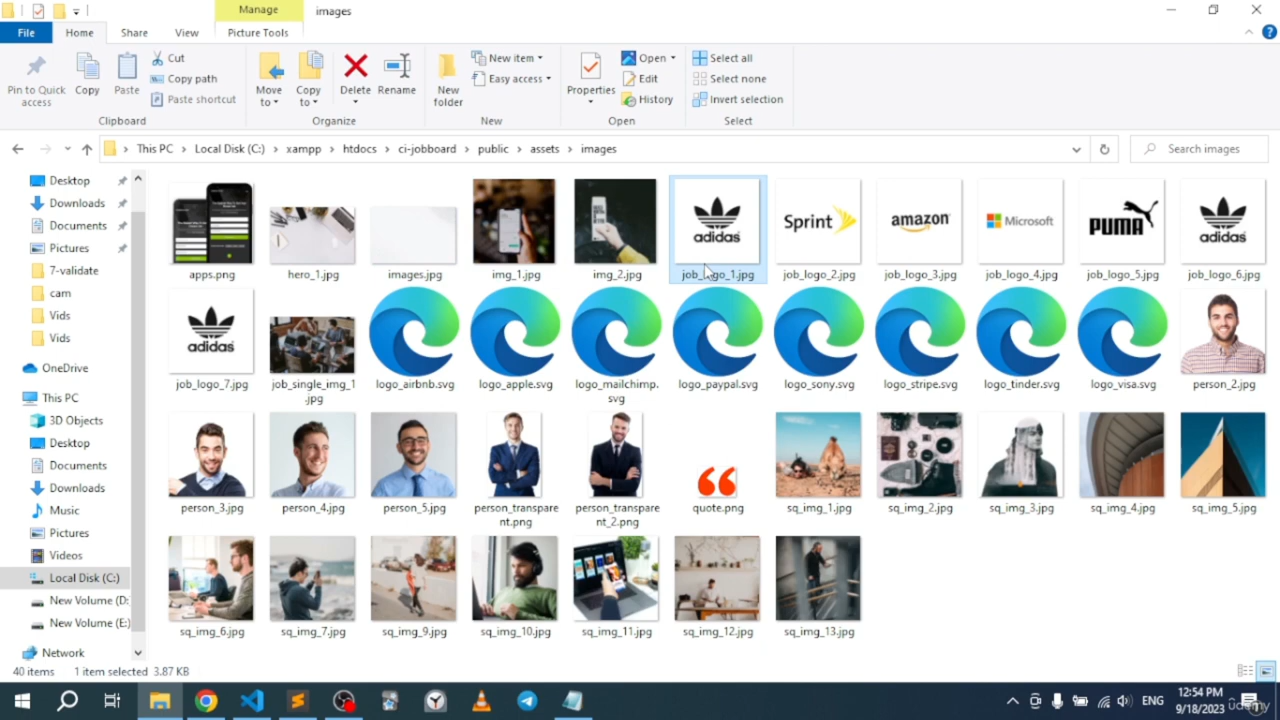 Manage
images
File
Home
Share
View
Picture Tools
Pin to Quick access
Copy
Paste
Cut
Copy path
Paste shortcut
Move to
Copy to
Delete
Rename
New folder
New item
Easy access
Properties
Open
Edit
History
Select all
Select none
Invert selection
Clipboard
Organize
New
Open
Select
This PC > Local Disk (C:) > xampp > htdocs > ci-jobboard > public > assets > images
Search images
Desktop
Downloads
Documents
Pictures
7-validate
cam
Vids
Vids
OneDrive
This PC
3D Objects
Desktop
Documents
Downloads
Music
Pictures
Videos
Local Disk (C:)
New Volume (D:
New Volume (E:)
Network
adidas
Sprint
amazon
Microsoft
PUMA
adidas
apps.png
hero_1.jpg
images.jpg
img_1.jpg
img_2.jpg
job_logo_1.jpg
job_logo_2.jpg
job_logo_3.jpg
job_logo_4.jpg
job_logo_5.jpg
job_logo_6.jpg
adidas
job_logo_7.jpg
job_single_img_1
.jpg
logo_airbnb.svg
logo_apple.svg
logo_mailchimp.
svg
logo_paypal.svg
logo_sony.svg
logo_stripe.svg
logo_tinder.svg
logo_visa.svg
person_2.jpg
person_3.jpg
person_4.jpg
person_5.jpg
person_transpare
nt.png
person_transpare
nt_2.png
quote.png
sq_img_1.jpg
sq_img_2.jpg
sq_img_3.jpg
sq_img_4.jpg
sq_img_5.jpg
sq_img_6.jpg
sq_img_7.jpg
sq_img_9.jpg
sq_img_10.jpg
sq_img_11.jpg
sq_img_12.jpg
sq_img_13.jpg
40 items
1 item selected 3.87 KB
ENG
12:54 PM
9/18/2023
udemy